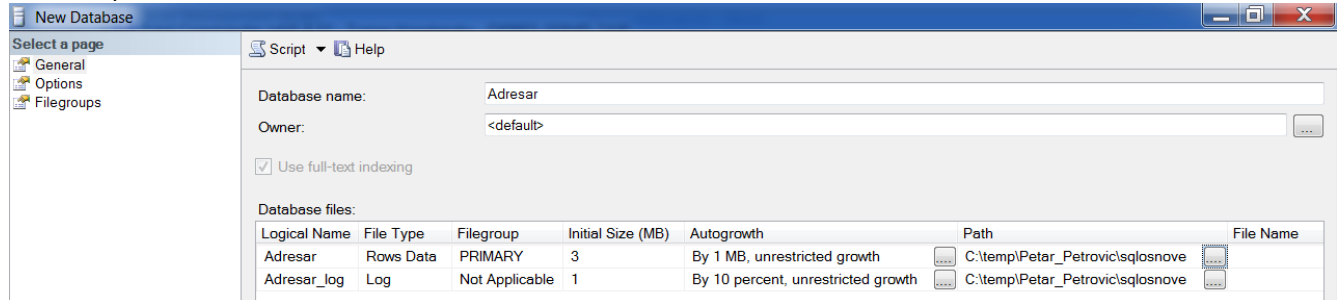 New Database
Select a page
General
Options
Filegroups
Script Help
Database name: Adresar
Owner: <default> ...
Use full-text indexing
Database files:
Logical Name File Type Filegroup Initial Size (MB) Autogrowth Path File Name
Adresar Rows Data PRIMARY 3 By 1 MB, unrestricted growth ... C:\temp\Petar_Petrovic\sqlosnove ...
Adresar_log Log Not Applicable 1 By 10 percent, unrestricted growth ... C:\temp\Petar_Petrovic\sqlosnove ...